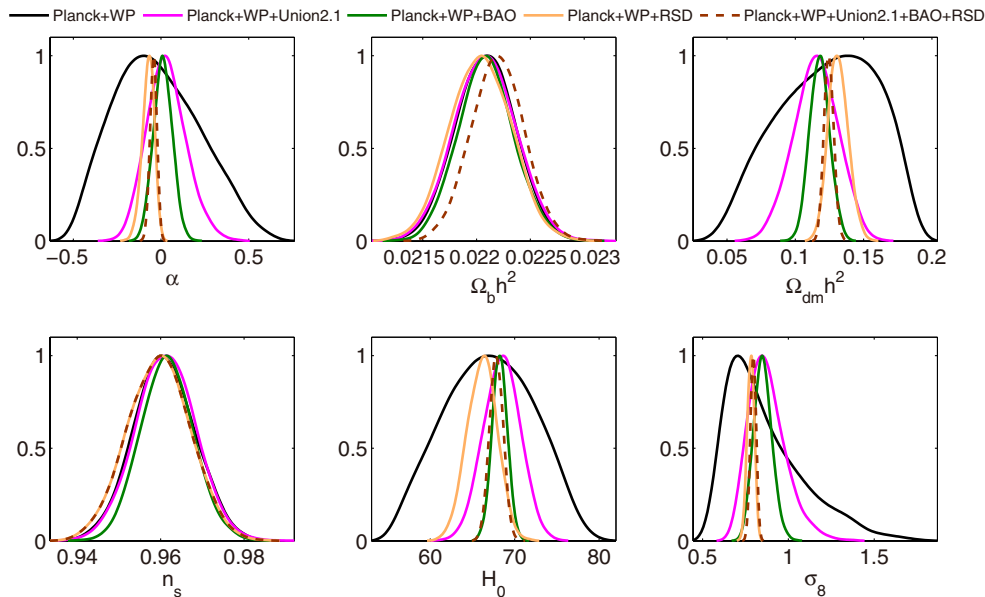 Planck+WP Planck+WP+Union2.1 Planck+WP+BAO Planck+WP+RSD Planck+WP+Union2.1+BAO+RSD
1 1 1
0.5 0.5 0.5
0 0 0
−0.5 0 0.5 0.0215 0.022 0.0225 0.023 0.05 0.1 0.15 0.2
α Ω_b h² Ω_dm h²
1 1 1
0.5 0.5 0.5
0 0 0
0.94 0.96 0.98 60 70 80 0.5 1 1.5
n_s H_0 σ_8